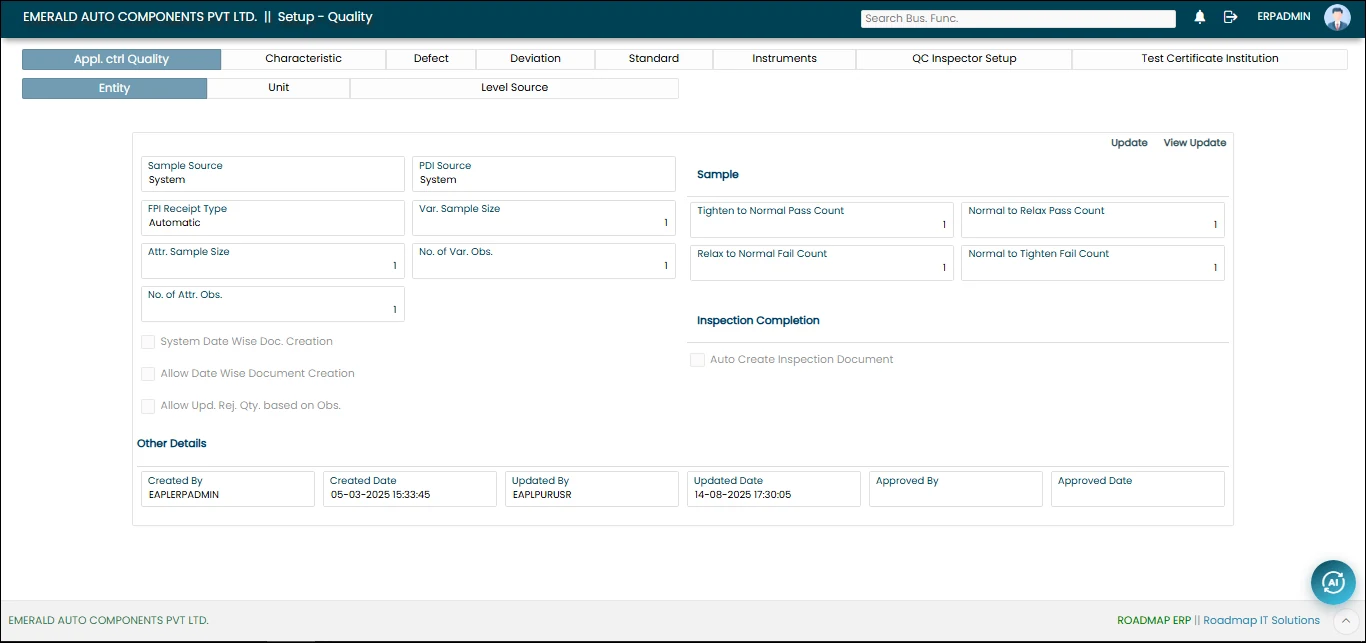 EMERALD AUTO COMPONENTS PVT LTD. || Setup - Quality
Search Bus. Func.
ERPADMIN
Appl. ctrl Quality
Characteristic
Defect
Deviation
Standard
Instruments
QC Inspector Setup
Test Certificate Institution
Entity
Unit
Level Source
Update
View Update
Sample Source
System
PDI Source
System
FPI Receipt Type
Automatic
Var. Sample Size
1
Attr. Sample Size
1
No. of Var. Obs.
1
No. of Attr. Obs.
1
System Date Wise Doc. Creation
Allow Date Wise Document Creation
Allow Upd. Rej. Qty. based on Obs.
Sample
Tighten to Normal Pass Count
1
Normal to Relax Pass Count
1
Relax to Normal Fail Count
1
Normal to Tighten Fail Count
1
Inspection Completion
Auto Create Inspection Document
Other Details
Created By
EAPLERPADMIN
Created Date
05-03-2025 15:33:45
Updated By
EAPLPURUSR
Updated Date
14-08-2025 17:30:05
Approved By
Approved Date
AI
EMERALD AUTO COMPONENTS PVT LTD.
ROADMAP ERP || Roadmap IT Solutions